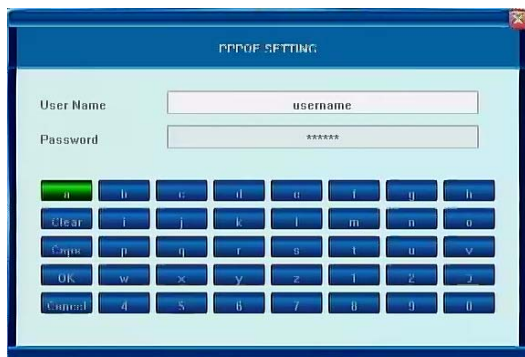 PPPOE SETTING
User Name username
Password ******
a b c d e f g h
Clear i j k l m n o
Caps p q r s t u v
OK w x y z 1 2 3
Cancel 4 5 6 7 8 9 0